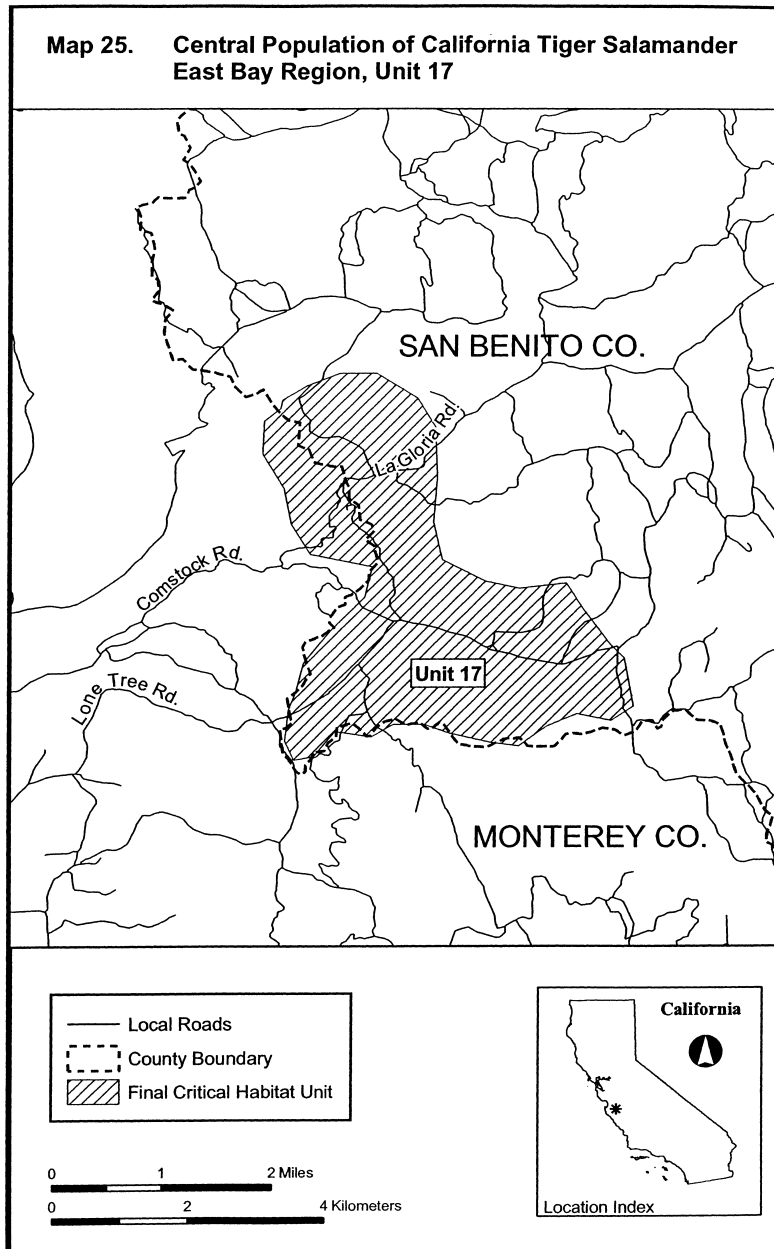 Map 25. Central Population of California Tiger Salamander
East Bay Region, Unit 17
SAN BENITO CO.
La Gloria Rd.
Comstock Rd.
Lone Tree Rd.
Unit 17
MONTEREY CO.
Local Roads
County Boundary
Final Critical Habitat Unit
0 1 2 Miles
0 2 4 Kilometers
California
Location Index